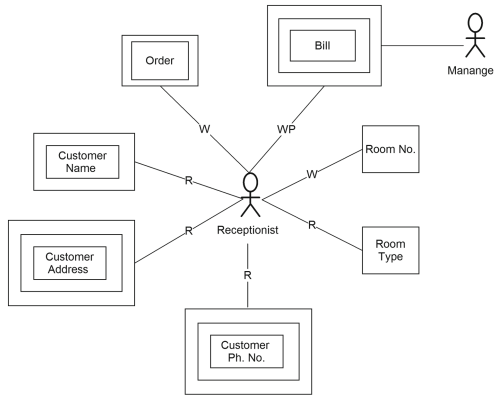 Bill
Manange
Order
W
WP
Room No.
Customer
Name
R
W
Receptionist
R
R
Customer
Address
Room
Type
R
Customer
Ph. No.